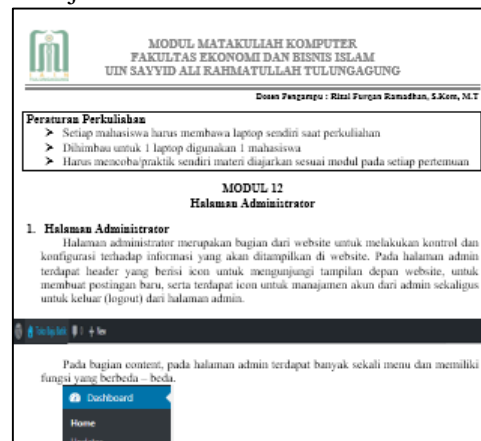 MODUL MATAKULIAH KOMPUTER
FAKULTAS EKONOMI DAN BISNIS ISLAM
UIN SAYYID ALI RAHMATULLAH TULUNGAGUNG
Dosen Pengampu : Rizal Furqan Ramadhan, S.Kom, M.T
Peraturan Perkuliahan
➤ Setiap mahasiswa harus membawa laptop sendiri saat perkuliahan
➤ Dihimbau untuk 1 laptop digunakan 1 mahasiswa
➤ Harus mencoba/praktik sendiri materi diajarkan sesuai modul pada setiap pertemuan
MODUL 12
Halaman Administrator
1. Halaman Administrator
Halaman administrator merupakan bagian dari website untuk melakukan kontrol dan
konfigurasi terhadap informasi yang akan ditampilkan di website. Pada halaman admin
terdapat header yang berisi icon untuk mengunjungi tampilan depan website, untuk
membuat postingan baru, serta terdapat icon untuk manajamen akun dari admin sekaligus
untuk keluar (logout) dari halaman admin.
Toko Baju Batik 1 + New
Pada bagian content, pada halaman admin terdapat banyak sekali menu dan memiliki
fungsi yang berbeda – beda.
Dashboard
Home